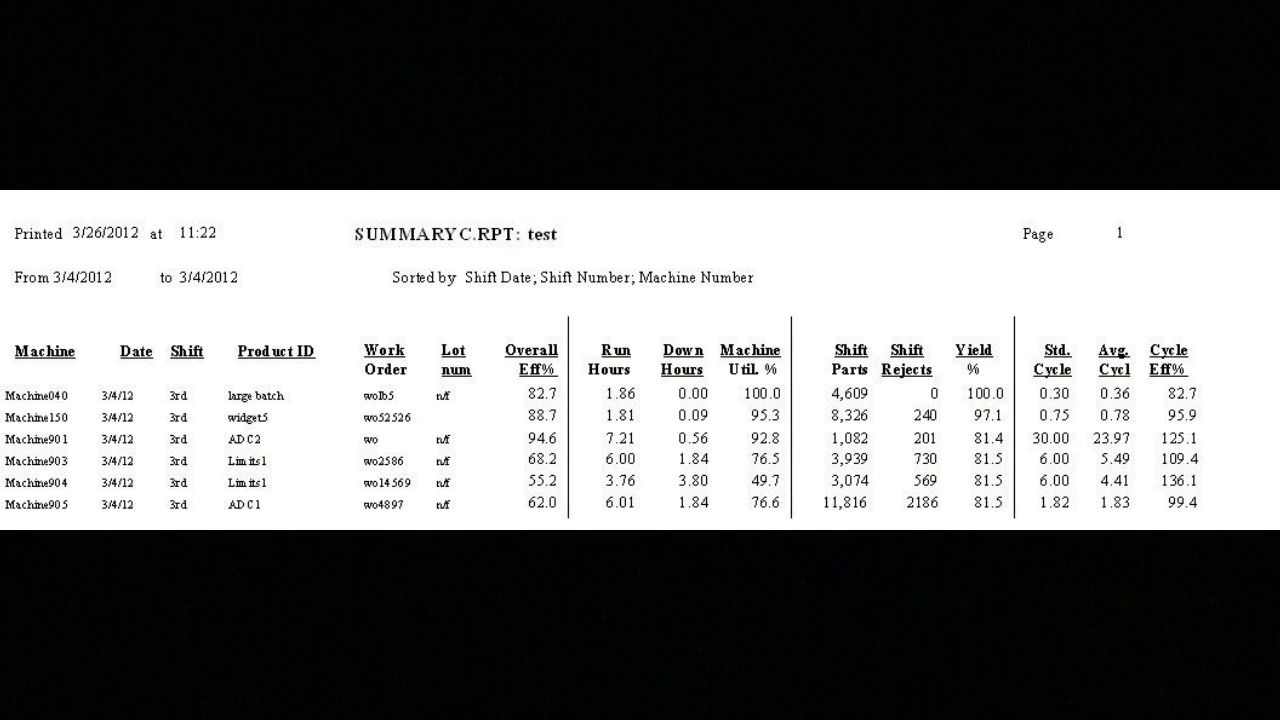 Printed 3/26/2012 at 11:22 SUMMARYC.RPT: test Page 1
From 3/4/2012 to 3/4/2012 Sorted by Shift Date; Shift Number; Machine Number
Machine Date Shift Product ID Work Order Lot num Overall Eff% Run Hours Down Hours Machine Util. % Shift Parts Shift Rejects Yield % Std. Cycle Avg. Cycl Cycle Eff%
Machine040 3/4/12 3rd large batch wolb5 n/f 82.7 1.86 0.00 100.0 4,609 0 100.0 0.30 0.36 82.7
Machine150 3/4/12 3rd widget5 wo52526 88.7 1.81 0.09 95.3 8,326 240 97.1 0.75 0.78 95.9
Machine901 3/4/12 3rd ADC2 wo n/f 94.6 7.21 0.56 92.8 1,082 201 81.4 30.00 23.97 125.1
Machine903 3/4/12 3rd Limits1 wo2586 n/f 68.2 6.00 1.84 76.5 3,939 730 81.5 6.00 5.49 109.4
Machine904 3/4/12 3rd Limits1 wo14569 n/f 55.2 3.76 3.80 49.7 3,074 569 81.5 6.00 4.41 136.1
Machine905 3/4/12 3rd ADC1 wo4897 n/f 62.0 6.01 1.84 76.6 11,816 2186 81.5 1.82 1.83 99.4